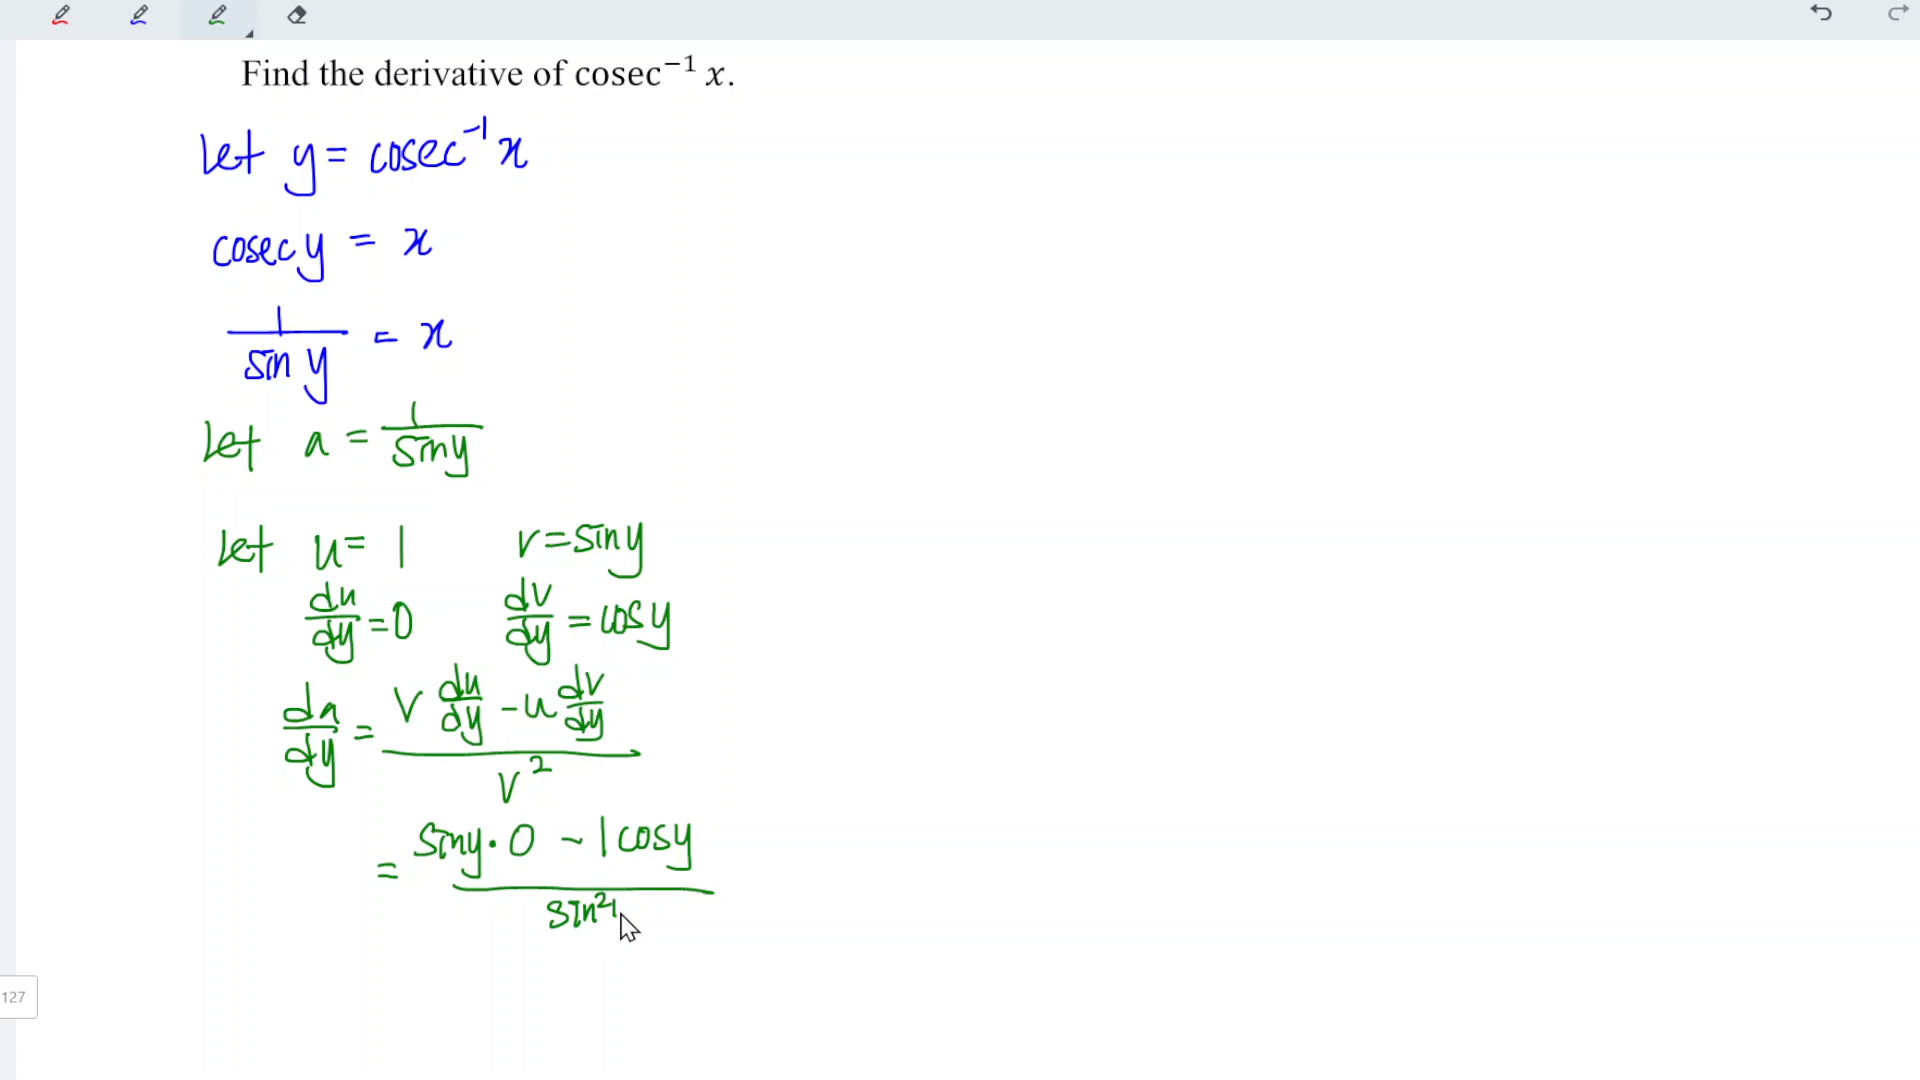 Find the derivative of cosec⁻¹ x.
Let y = cosec⁻¹ x
cosec y = x
1/sin y = x
Let a = 1/sin y
Let u = 1 v = sin y
du/dy = 0 dv/dy = cos y
da/dy = (v du/dy - u dv/dy)/v²
= (sin y · 0 - 1 cos y)/sin²
127